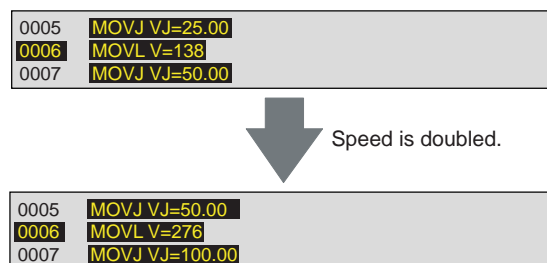 0005 MOVJ VJ=25.00
0006 MOVL V=138
0007 MOVJ VJ=50.00
Speed is doubled.
0005 MOVJ VJ=50.00
0006 MOVL V=276
0007 MOVJ VJ=100.00